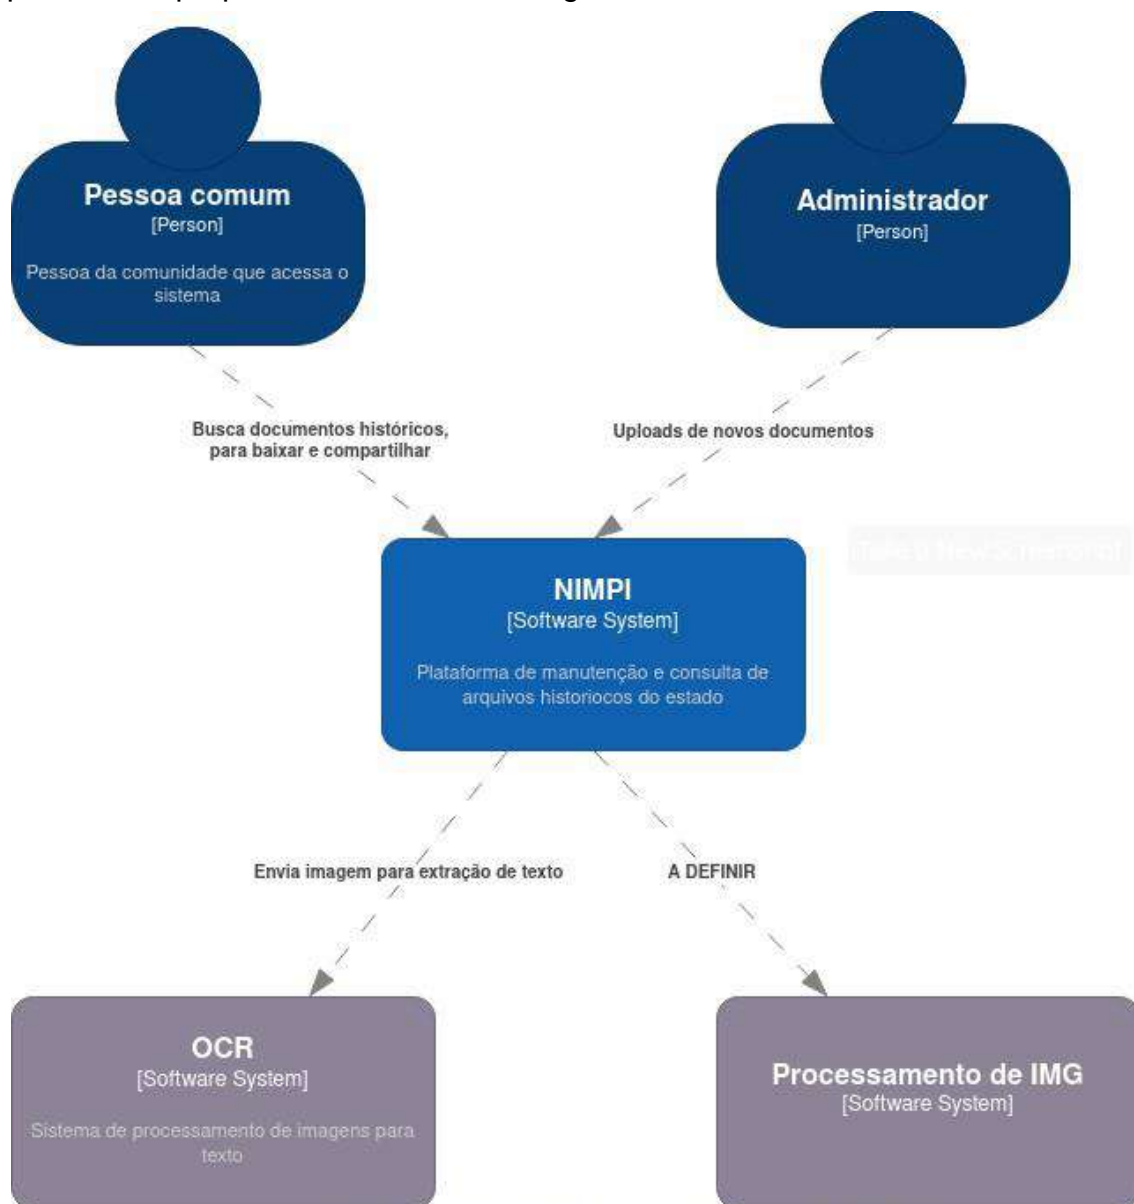 Pessoa comum
[Person]
Pessoa da comunidade que acessa o
sistema
Administrador
[Person]
Busca documentos históricos,
para baixar e compartilhar
Uploads de novos documentos
NIMPI
[Software System]
Plataforma de manutenção e consulta de
arquivos historiocos do estado
Envia imagem para extração de texto
A DEFINIR
OCR
[Software System]
Sistema de processamento de imagens para
texto
Processamento de IMG
[Software System]